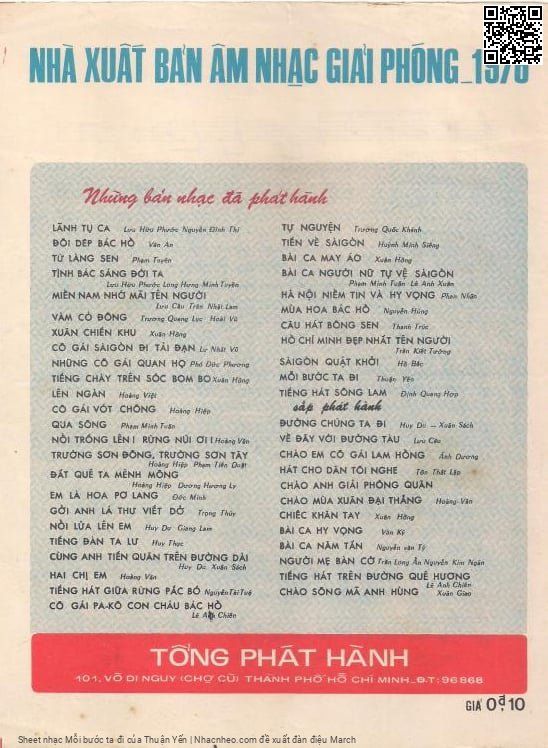 NHÀ XUẤT BẢN ÂM NHẠC GIẢI PHÓNG_1976
Những bản nhạc đã phát hành
LÃNH TỤ CA Lưu Hữu Phước Nguyễn Đình Thi
ĐÔI DÉP BÁC HỒ Văn An
TỪ LÀNG SEN Phạm Tuyên
TÌNH BÁC SÁNG ĐỜI TA
Lưu Hữu Phước Long Hưng Minh Tuyền
MIỀN NAM NHỚ MÃI TÊN NGƯỜI
Lưu Cầu Trần Nhật Lam
VÀM CỎ ĐÔNG Trương Quang Lục Hoài Vũ
XUÂN CHIẾN KHU Xuân Hồng
CÔ GÁI SÀIGÒN ĐI TẢI ĐẠN Lư Nhất Vũ
NHỮNG CÔ GÁI QUAN HỌ Phó Đức Phương
TIẾNG CHÀY TRÊN SÓC BOM BO Xuân Hồng
LÊN NGÀN Hoàng Việt
CÔ GÁI VÓT CHÔNG Hoàng Hiệp
QUA SÔNG Phạm Minh Tuấn
NỔI TRỐNG LÊN! RỪNG NÚI ƠI! Hoàng Vân
TRƯỜNG SƠN ĐÔNG, TRƯỜNG SƠN TÂY
Hoàng Hiệp Phạm Tiến Duật
ĐẤT QUÊ TA MÊNH MÔNG
Hoàng Hiệp Dương Hương Ly
EM LÀ HOA PƠ LANG Đức Minh
GỞI ANH LÁ THƯ VIẾT DỞ Trọng Thủy
NỔI LỬA LÊN EM Huy Du Giang Lam
TIẾNG ĐÀN TA LƯ Huy Thục
CÙNG ANH TIẾN QUÂN TRÊN ĐƯỜNG DÀI
Huy Du Xuân Sách
HAI CHỊ EM Hoàng Vân
TIẾNG HÁT GIỮA RỪNG PẮC BÓ Nguyễn Tài Tuệ
CÔ GÁI PA-KÔ CON CHÁU BÁC HỒ
Lê Anh Chiến
TỰ NGUYỆN Trương Quốc Khánh
TIẾN VỀ SÀIGÒN Huỳnh Minh Siêng
BÀI CA MAY ÁO Xuân Hồng
BÀI CA NGƯỜI NỮ TỰ VỆ SÀIGÒN
Phạm Minh Tuấn Lê Anh Xuân
HÀ NỘI NIỀM TIN VÀ HY VỌNG Phan Nhân
MÙA HOA BÁC HỒ Nguyễn Hùng
CÂU HÁT BÔNG SEN Thanh Trúc
HỒ CHÍ MINH ĐẸP NHẤT TÊN NGƯỜI
Trần Kiết Tường
SÀIGÒN QUẬT KHỞI Hồ Bắc
MỖI BƯỚC TA ĐI Thuận Yến
TIẾNG HÁT SÔNG LAM Định Quang Hợp
sắp phát hành
ĐƯỜNG CHÚNG TA ĐI Huy Du - Xuân Sách
VỀ ĐÂY VỚI ĐƯỜNG TÀU Lưu Cầu
CHÀO EM CÔ GÁI LAM HỒNG Ánh Dương
HÁT CHO DÂN TÔI NGHE Tôn Thất Lập
CHÀO ANH GIẢI PHÓNG QUÂN
CHÀO MÙA XUÂN ĐẠI THẮNG Hoàng-Vân
CHIẾC KHĂN TAY Xuân Hồng
BÀI CA HY VỌNG Văn Ký
BÀI CA NĂM TẤN Nguyễn văn Tý
NGƯỜI MẸ BÀN CỜ Trần Long Ẩn Nguyễn Kim Ngân
TIẾNG HÁT TRÊN ĐƯỜNG QUÊ HƯƠNG
Lê Anh Chiến
CHÀO SÔNG MÃ ANH HÙNG Xuân Giao
TỔNG PHÁT HÀNH
101, VÕ DI NGUY (CHỢ CŨ) THÀNH PHỐ HỒ CHÍ MINH_ĐT: 96868
GIÁ 0đ10
Sheet nhạc Mỗi bước ta đi của Thuận Yến | Nhacnheo.com đề xuất đàn điệu March